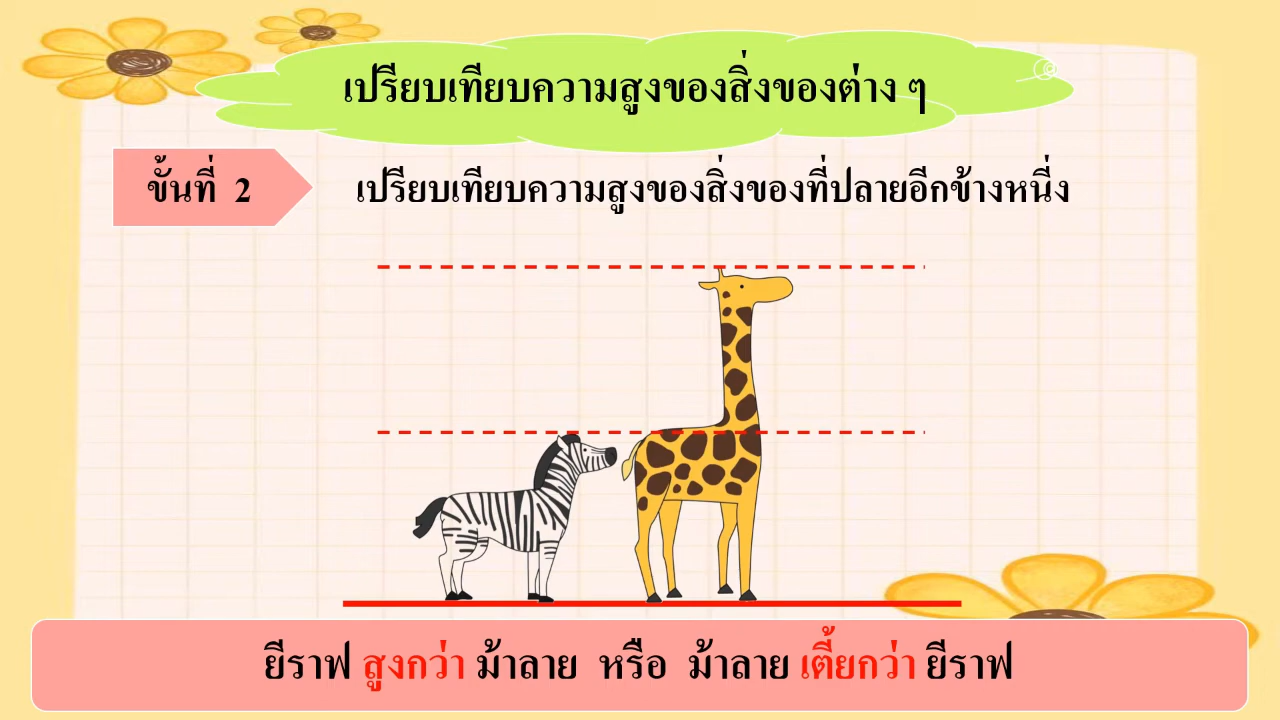 เปรียบเทียบความสูงของสิ่งของต่าง ๆ
ขั้นที่ 2
เปรียบเทียบความสูงของสิ่งของที่ปลายอีกข้างหนึ่ง
ยีราฟ สูงกว่า ม้าลาย หรือ ม้าลาย เตี้ยกว่า ยีราฟ